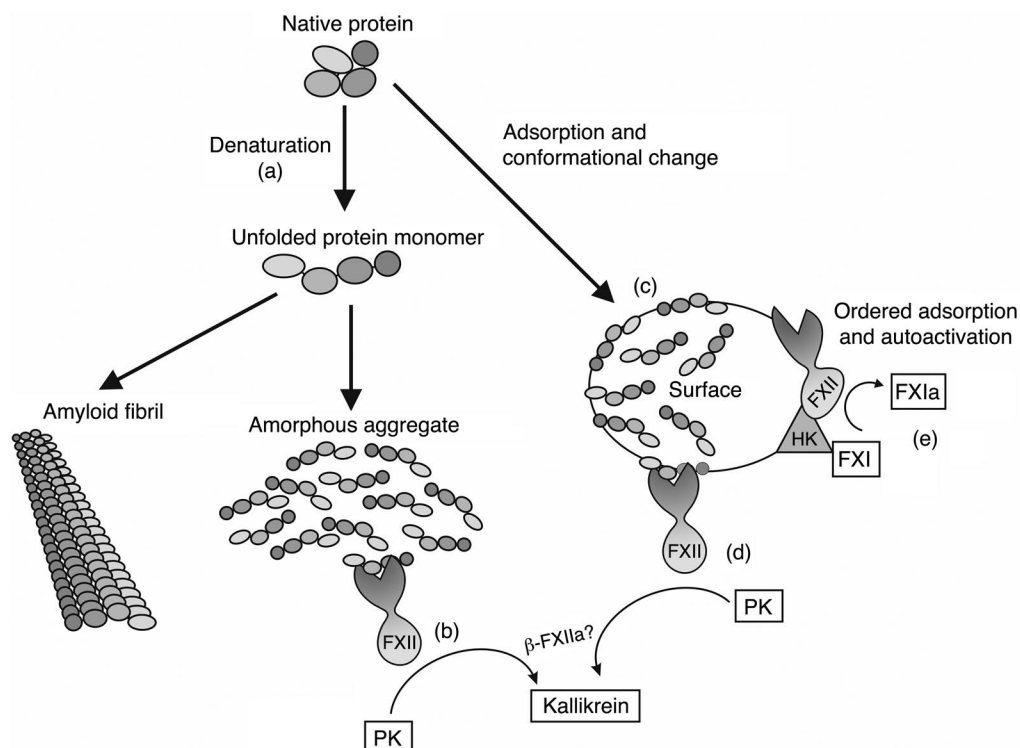 Native protein
Denaturation
(a)
Adsorption and
conformational change
Unfolded protein monomer
(c)
Ordered adsorption
and autoactivation
Amyloid fibril
Amorphous aggregate
Surface
FXII
FXIa
HK
FXI
(e)
FXII
(d)
FXII
(b)
β-FXIIa?
PK
Kallikrein
PK